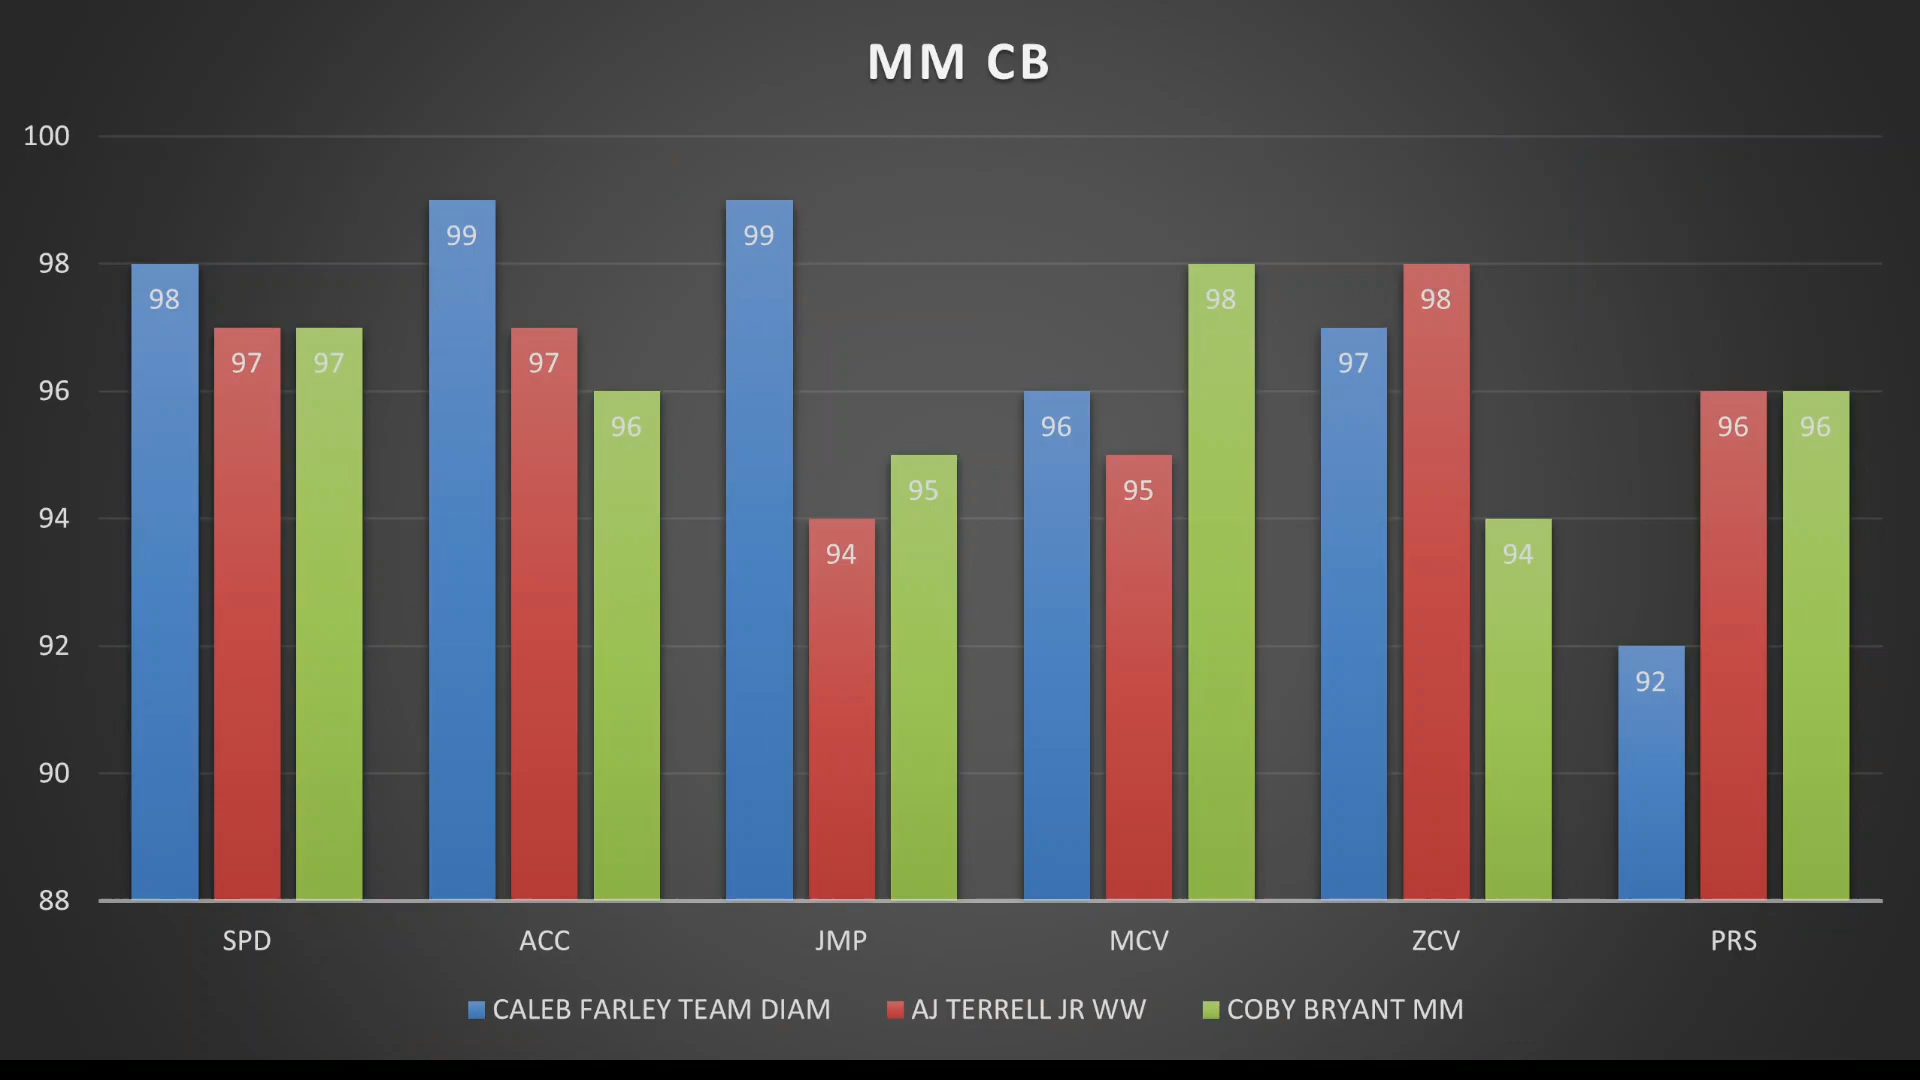 MM CB
100
98
96
94
92
90
88
98 97 97
99 97 96
99 94 95
96 95 98
97 98 94
92 96 96
SPD ACC JMP MCV ZCV PRS
CALEB FARLEY TEAM DIAM AJ TERRELL JR WW COBY BRYANT MM